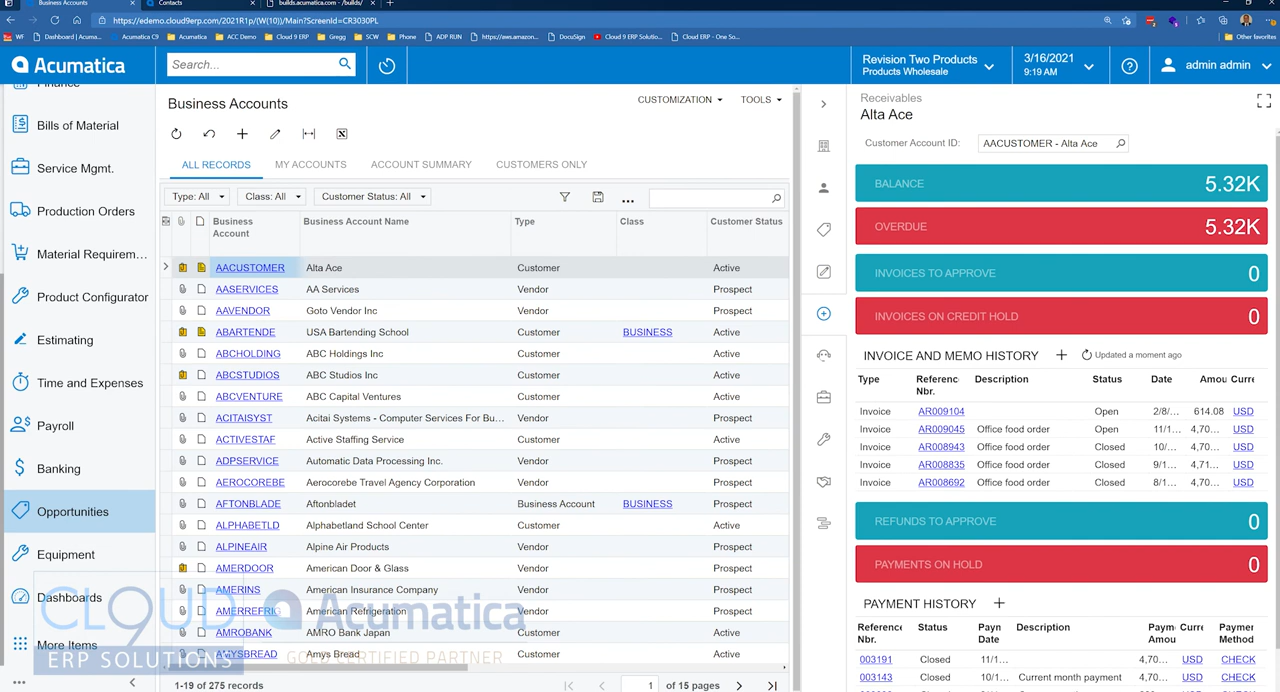 Business Accounts
Contacts
builds.acumatica.com - /builds/
https://edemo.cloud9erp.com/2021R1p/(W(10))/Main?ScreenId=CR3030PL
WF
Dashboard | Acuma...
Acumatica C9
Acumatica
ACC Demo
Cloud 9 ERP
Gregg
SCW
Phone
ADP RUN
https://aws.amazon...
DocuSign
Cloud 9 ERP Solutio...
Cloud ERP - One So...
Other favorites
Acumatica
Search...
Revision Two Products
Products Wholesale
3/16/2021
9:19 AM
admin admin
Finance
Bills of Material
Service Mgmt.
Production Orders
Material Requirem...
Product Configurator
Estimating
Time and Expenses
Payroll
Banking
Opportunities
Equipment
Dashboards
More Items
Business Accounts
CUSTOMIZATION
TOOLS
ALL RECORDS
MY ACCOUNTS
ACCOUNT SUMMARY
CUSTOMERS ONLY
Type: All
Class: All
Customer Status: All
Business Account
Business Account Name
Type
Class
Customer Status
AACUSTOMER Alta Ace Customer Active
AASERVICES AA Services Vendor Prospect
AAVENDOR Goto Vendor Inc Vendor Prospect
ABARTENDE USA Bartending School Customer BUSINESS Active
ABCHOLDING ABC Holdings Inc Customer Active
ABCSTUDIOS ABC Studios Inc Customer Active
ABCVENTURE ABC Capital Ventures Customer Active
ACITAISYST Acitai Systems - Computer Services For Bu... Vendor Prospect
ACTIVESTAF Active Staffing Service Customer Active
ADPSERVICE Automatic Data Processing Inc. Vendor Prospect
AEROCOREBE Aerocorebe Travel Agency Corporation Vendor Prospect
AFTONBLADE Aftonbladet Business Account BUSINESS Prospect
ALPHABETLD Alphabetland School Center Customer Active
ALPINEAIR Alpine Air Products Vendor Prospect
AMERDOOR American Door & Glass Vendor Prospect
AMERINS American Insurance Company Vendor Prospect
AMERREFRIG American Refrigeration Vendor Prospect
AMROBANK AMRO Bank Japan Customer Active
AMYSBREAD Amys Bread Vendor Prospect
1-19 of 275 records
1 of 15 pages
CLOUD9
ERP SOLUTIONS
Acumatica
GOLD CERTIFIED PARTNER
Receivables
Alta Ace
Customer Account ID:
AACUSTOMER - Alta Ace
BALANCE 5.32K
OVERDUE 5.32K
INVOICES TO APPROVE 0
INVOICES ON CREDIT HOLD 0
INVOICE AND MEMO HISTORY
Updated a moment ago
Type Referenc Nbr. Description Status Date Amou Curre
Invoice AR009104 Open 2/8/... 614.08 USD
Invoice AR009045 Office food order Open 11/1... 4,70... USD
Invoice AR008943 Office food order Closed 10/... 4,70... USD
Invoice AR008835 Office food order Closed 9/1... 4,71... USD
Invoice AR008692 Office food order Closed 8/1... 4,70... USD
REFUNDS TO APPROVE 0
PAYMENTS ON HOLD 0
PAYMENT HISTORY
Referenc Nbr. Status Payn Date Description Paym Amou Curre Paymer Method
003191 Closed 11/1... 4,70... USD CHECK
003143 Closed 10/1... Current month payment 4,70... USD CHECK